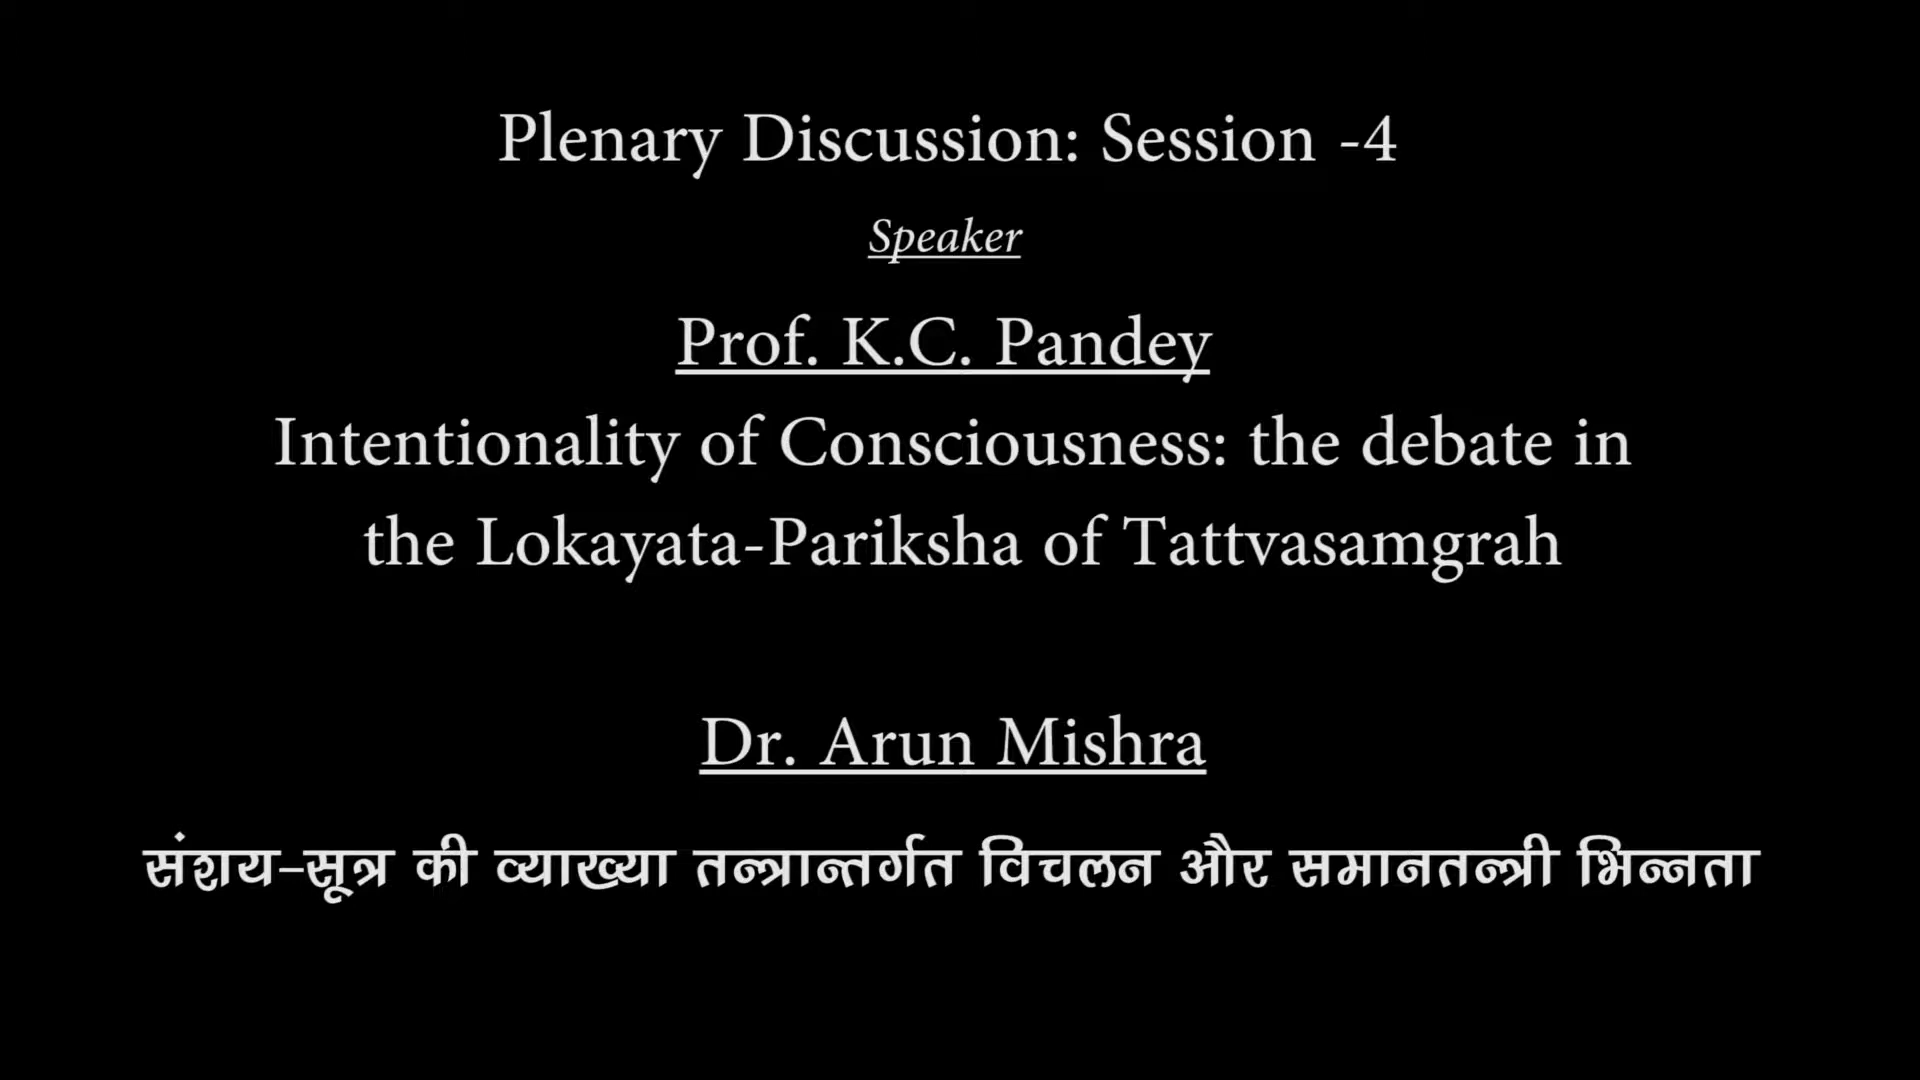 Plenary Discussion: Session -4
Speaker
Prof. K.C. Pandey
Intentionality of Consciousness: the debate in
the Lokayata-Pariksha of Tattvasamgrah
Dr. Arun Mishra
संशय-सूत्र की व्याख्या तन्त्रान्तर्गत विचलन और समानतन्त्री भिन्नता